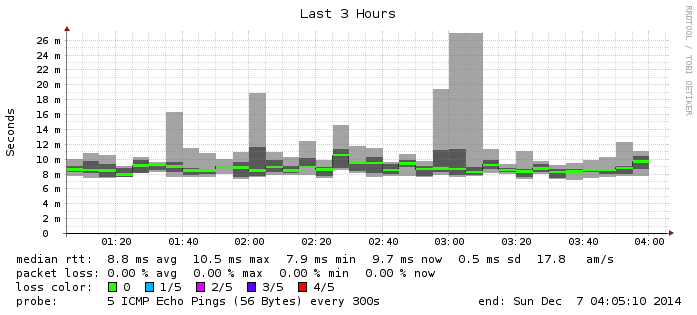 Last 3 Hours
RRDTOOL / TOBI OETIKER
Seconds
26 m
24 m
22 m
20 m
18 m
16 m
14 m
12 m
10 m
8 m
6 m
4 m
2 m
0
01:20 01:40 02:00 02:20 02:40 03:00 03:20 03:40 04:00
median rtt: 8.8 ms avg 10.5 ms max 7.9 ms min 9.7 ms now 0.5 ms sd 17.8 am/s
packet loss: 0.00 % avg 0.00 % max 0.00 % min 0.00 % now
loss color: 0 1/5 2/5 3/5 4/5
probe: 5 ICMP Echo Pings (56 Bytes) every 300s end: Sun Dec 7 04:05:10 2014